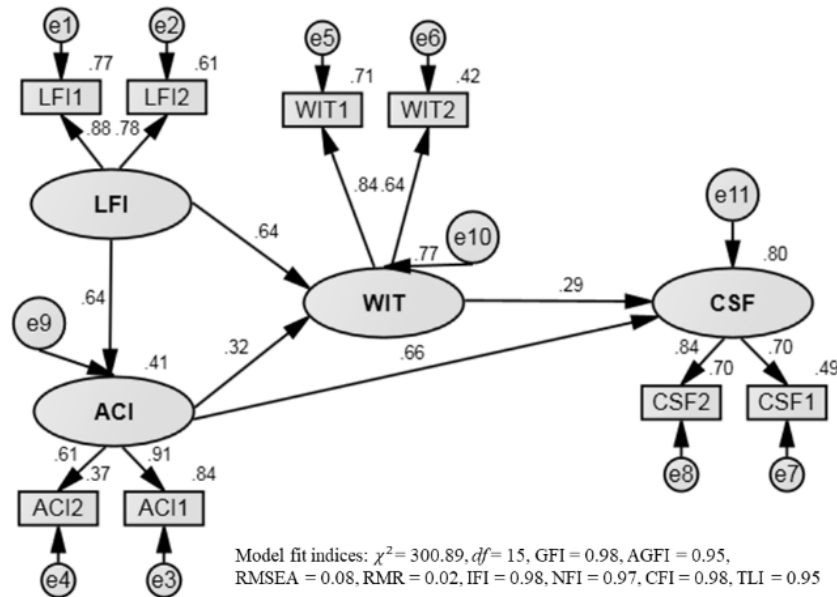 e1 e2 e5 e6
.77 .61 .71 .42
LFI1 LFI2 WIT1 WIT2
.88 .78 .84 .64
e11
LFI
.64 .77 e10 .80
WIT .29 CSF
.64
e9 .32 .66 .84 .70
.41 .70 .49
ACI CSF2 CSF1
.61 .91
.37 .84 e8 e7
ACI2 ACI1
e4 e3
Model fit indices: χ² = 300.89, df = 15, GFI = 0.98, AGFI = 0.95,
RMSEA = 0.08, RMR = 0.02, IFI = 0.98, NFI = 0.97, CFI = 0.98, TLI = 0.95